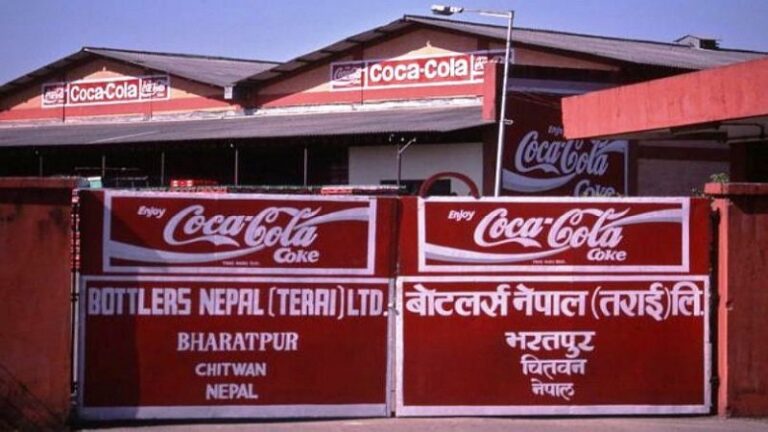 Coca-Cola
Coca-Cola
Enjoy
Coca-Cola
Coke
Enjoy
Coca-Cola
Coke
BOTTLERS NEPAL (TERAI) LTD.
BHARATPUR
CHITWAN
NEPAL
Enjoy
Coca-Cola
Coke
बोटलर्स नेपाल (तराई) लि.
भरतपुर
चितवन
नेपाल